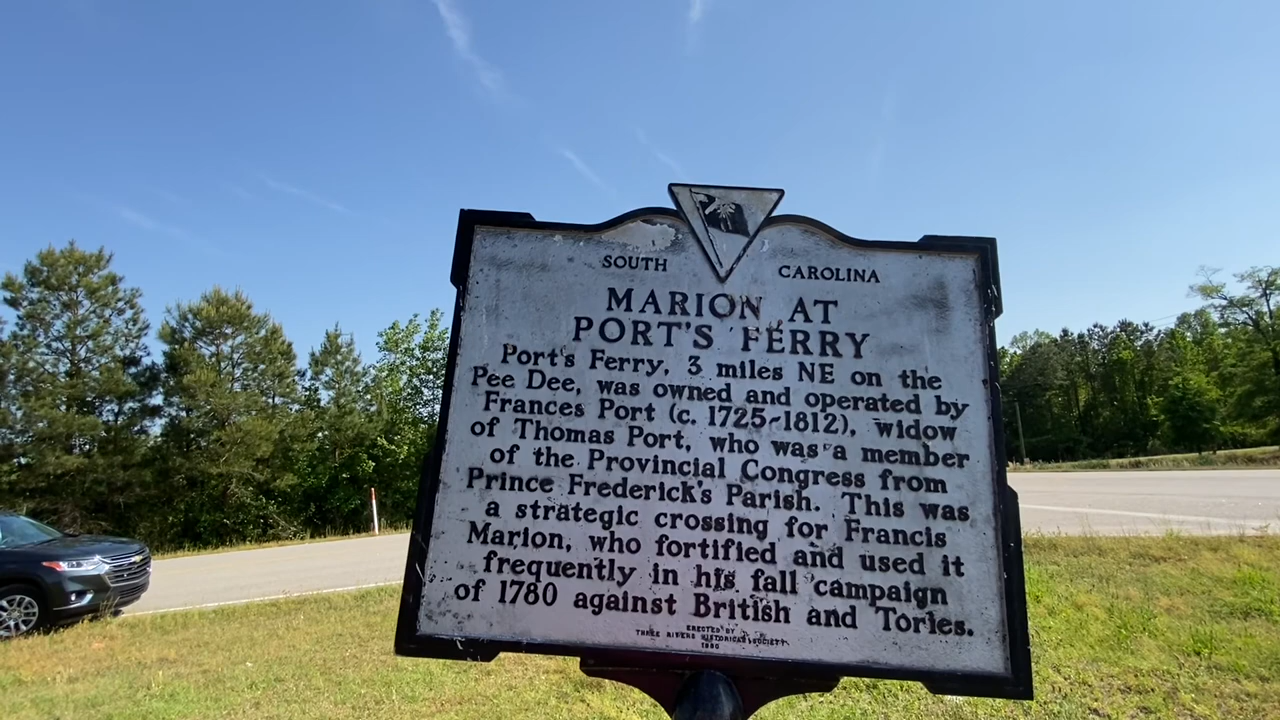 SOUTH CAROLINA
MARION AT
PORT'S FERRY
Port's Ferry, 3 miles NE on the
Pee Dee, was owned and operated by
Frances Port (c. 1725-1812), widow
of Thomas Port, who was a member
of the Provincial Congress from
Prince Frederick's Parish. This was
a strategic crossing for Francis
Marion, who fortified and used it
frequently in his fall campaign
of 1780 against British and Tories.
ERECTED BY
THREE RIVERS HISTORICAL SOCIETY